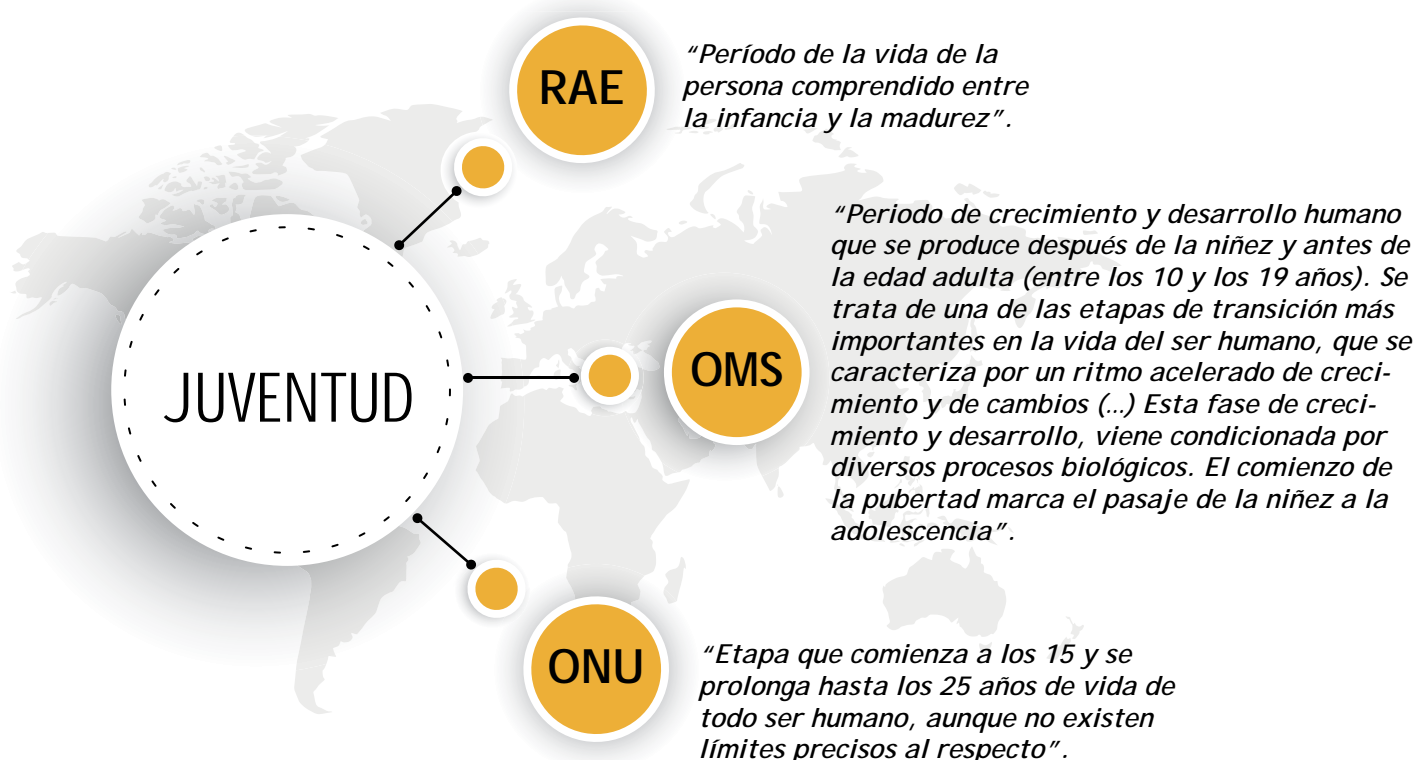 JUVENTUD
RAE
“Período de la vida de la
persona comprendido entre
la infancia y la madurez”.
OMS
“Periodo de crecimiento y desarrollo humano
que se produce después de la niñez y antes de
la edad adulta (entre los 10 y los 19 años). Se
trata de una de las etapas de transición más
importantes en la vida del ser humano, que se
caracteriza por un ritmo acelerado de creci-
miento y de cambios (…) Esta fase de creci-
miento y desarrollo, viene condicionada por
diversos procesos biológicos. El comienzo de
la pubertad marca el pasaje de la niñez a la
adolescencia”.
ONU
“Etapa que comienza a los 15 y se
prolonga hasta los 25 años de vida de
todo ser humano, aunque no existen
límites precisos al respecto”.